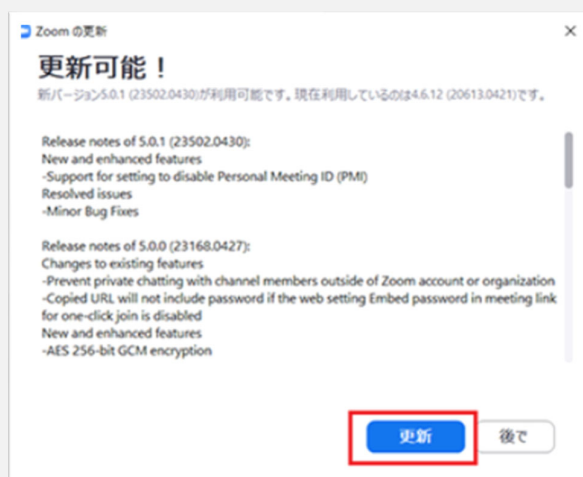 Zoom の更新
更新可能！
新バージョン5.0.1 (23502.0430)が利用可能です。現在利用しているのは4.6.12 (20613.0421)です。
Release notes of 5.0.1 (23502.0430):
New and enhanced features
-Support for setting to disable Personal Meeting ID (PMI)
Resolved issues
-Minor Bug Fixes
Release notes of 5.0.0 (23168.0427):
Changes to existing features
-Prevent private chatting with channel members outside of Zoom account or organization
-Copied URL will not include password if the web setting Embed password in meeting link
for one-click join is disabled
New and enhanced features
-AES 256-bit GCM encryption
更新
後で